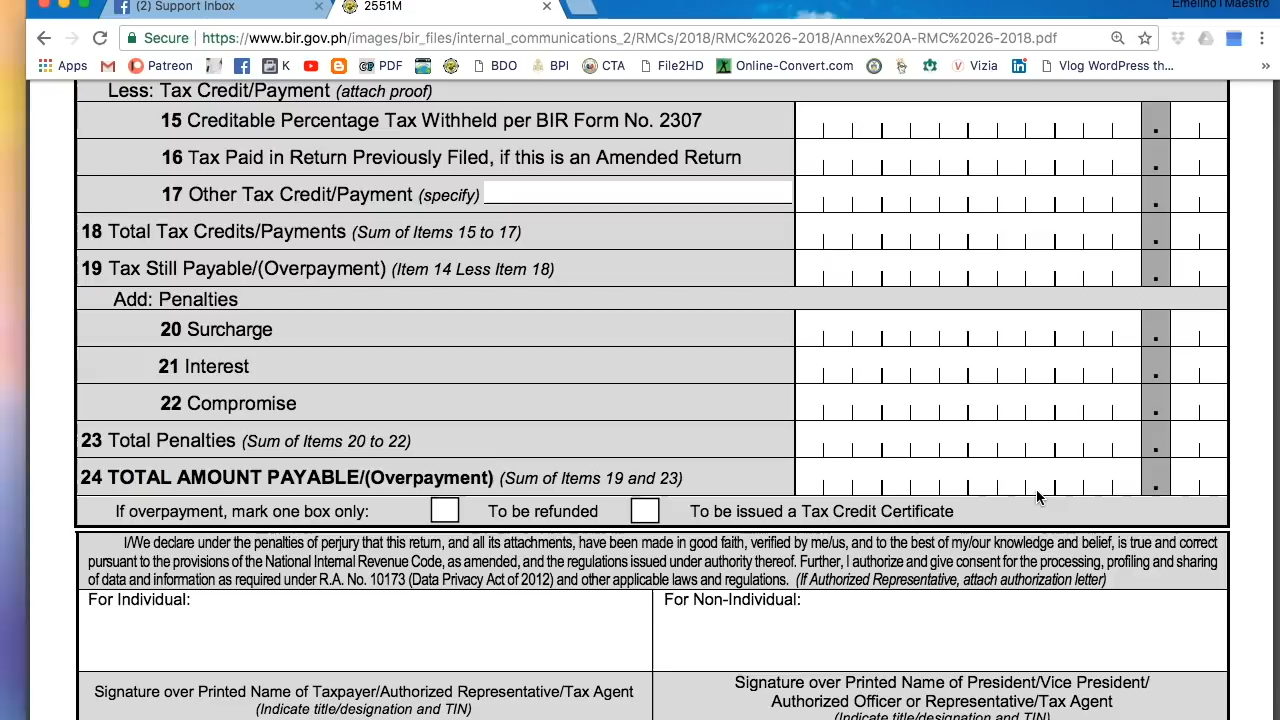 (2) Support Inbox
2551M
EmelinoTMaestro
Secure | https://www.bir.gov.ph/images/bir_files/internal_communications_2/RMCs/2018/RMC%2026-2018/Annex%20A-RMC%2026-2018.pdf
Apps Patreon K PDF BDO BPI CTA File2HD Online-Convert.com Vizia Vlog WordPress th... »
Less: Tax Credit/Payment (attach proof)
15 Creditable Percentage Tax Withheld per BIR Form No. 2307
16 Tax Paid in Return Previously Filed, if this is an Amended Return
17 Other Tax Credit/Payment (specify)
18 Total Tax Credits/Payments (Sum of Items 15 to 17)
19 Tax Still Payable/(Overpayment) (Item 14 Less Item 18)
Add: Penalties
20 Surcharge
21 Interest
22 Compromise
23 Total Penalties (Sum of Items 20 to 22)
24 TOTAL AMOUNT PAYABLE/(Overpayment) (Sum of Items 19 and 23)
If overpayment, mark one box only: To be refunded To be issued a Tax Credit Certificate
I/We declare under the penalties of perjury that this return, and all its attachments, have been made in good faith, verified by me/us, and to the best of my/our knowledge and belief, is true and correct
pursuant to the provisions of the National Internal Revenue Code, as amended, and the regulations issued under authority thereof. Further, I authorize and give consent for the processing, profiling and sharing
of data and information as required under R.A. No. 10173 (Data Privacy Act of 2012) and other applicable laws and regulations. (If Authorized Representative, attach authorization letter)
For Individual:
For Non-Individual:
Signature over Printed Name of Taxpayer/Authorized Representative/Tax Agent
(Indicate title/designation and TIN)
Signature over Printed Name of President/Vice President/
Authorized Officer or Representative/Tax Agent
(Indicate title/designation and TIN)